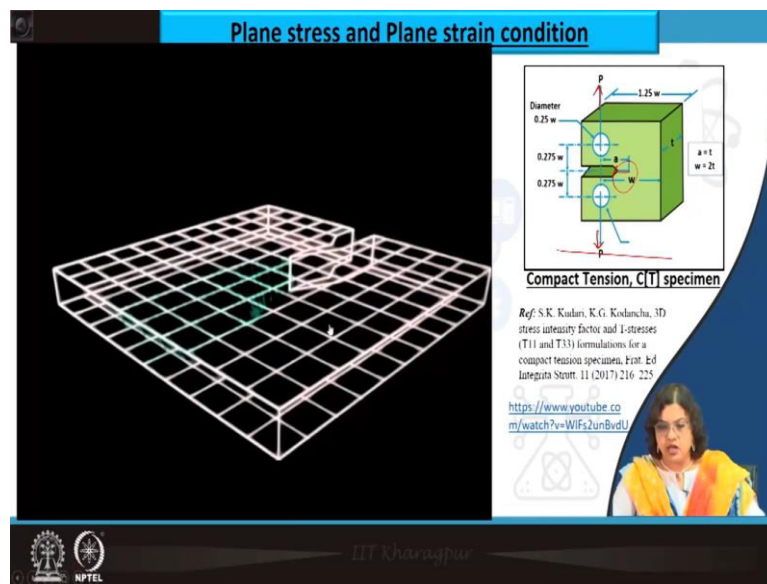 Plane stress and Plane strain condition
P
1.25 w
Diameter
0.25 w
t
0.275 w
a
a = t
w = 2t
0.275 w
w
P
Compact Tension, C[T] specimen
Ref: S.K. Kudari, K.G. Kodancha, 3D
stress intensity factor and T-stresses
(T11 and T33) formulations for a
compact tension specimen, Frat. Ed
Integrita Strutt. 11 (2017) 216 225
https://www.youtube.co
m/watch?v=WIFs2unBvdU
IIT Kharagpur
NPTEL